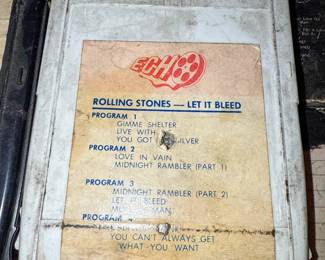 ECHO
ROLLING STONES — LET IT BLEED
PROGRAM 1
GIMME SHELTER
LIVE WITH
YOU GOT SILVER
PROGRAM 2
LOVE IN VAIN
MIDNIGHT RAMBLER (PART 1)
PROGRAM 3
MIDNIGHT RAMBLER (PART 2)
LET IT BLEED
MAN
PROGRAM
YOU CAN'T ALWAYS GET
WHAT YOU WANT